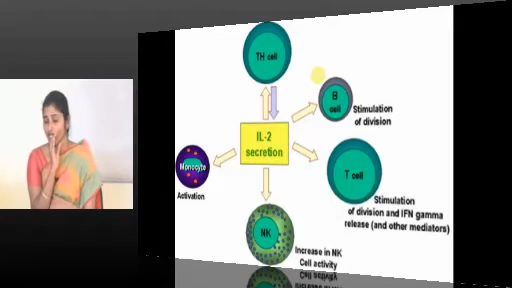 TH cell
B
cell
Stimulation
of division
IL-2
secretion
Monocyte
Activation
T cell
Stimulation
of division and IFN gamma
release (and other mediators)
NK
Increase in NK
Cell activity